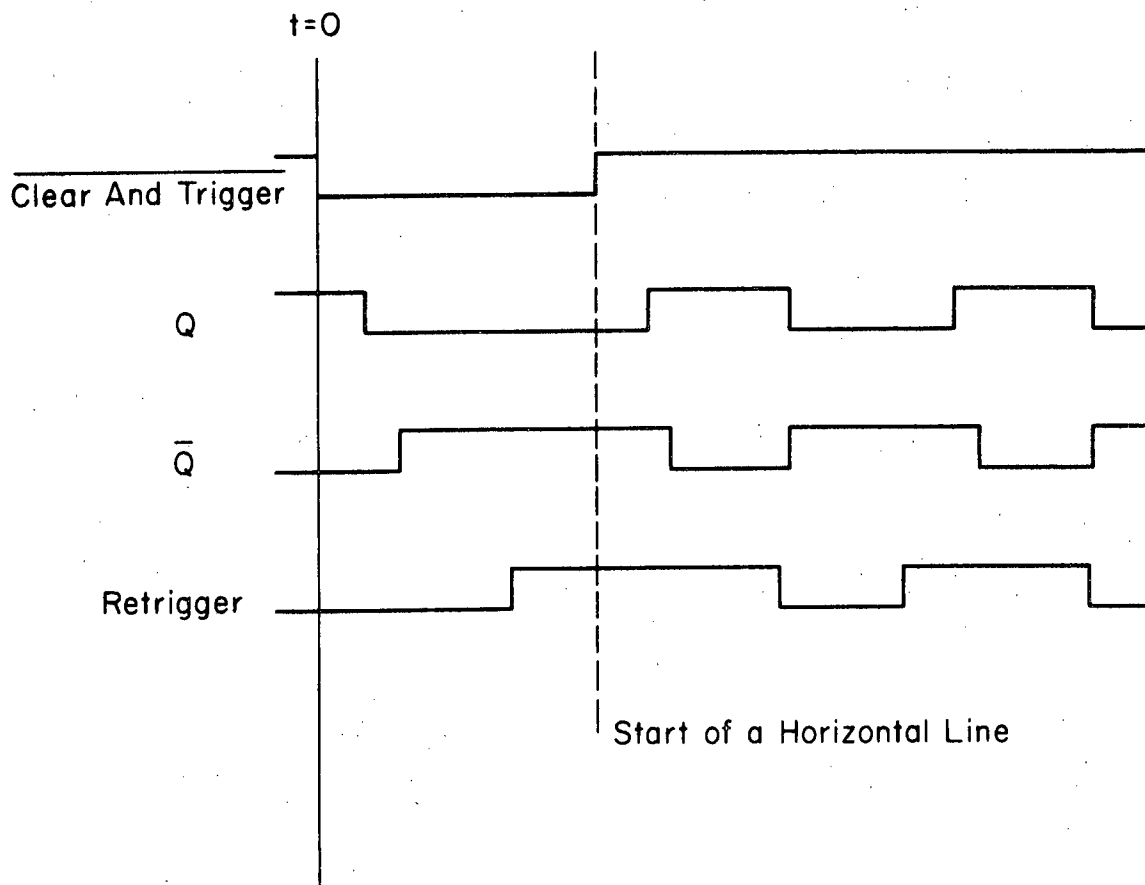 t=0
Clear And Trigger
Q
Q̅
Retrigger
Start of a Horizontal Line